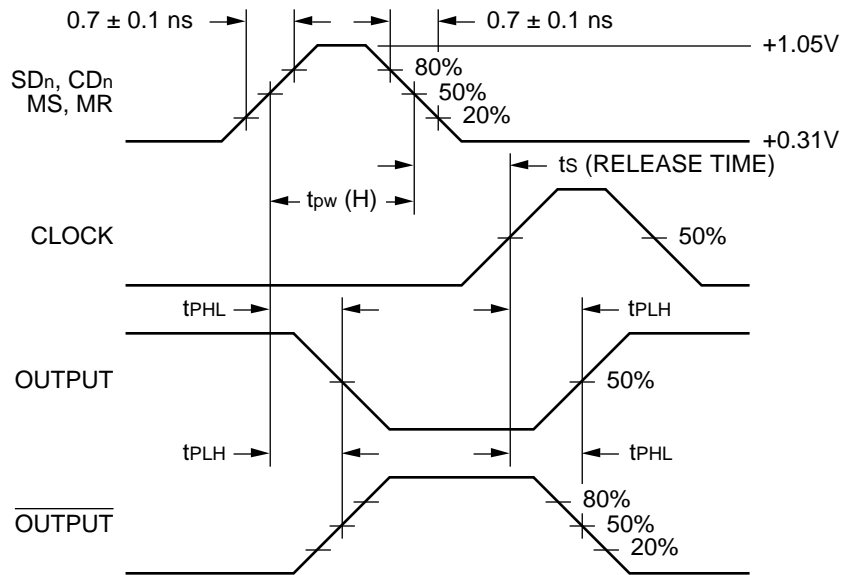 0.7 ± 0.1 ns 0.7 ± 0.1 ns
+1.05V
SDn, CDn
MS, MR
80%
50%
20%
+0.31V
tS (RELEASE TIME)
tpw (H)
CLOCK
50%
tPHL
tPLH
OUTPUT
50%
tPLH
tPHL
OUTPUT
80%
50%
20%